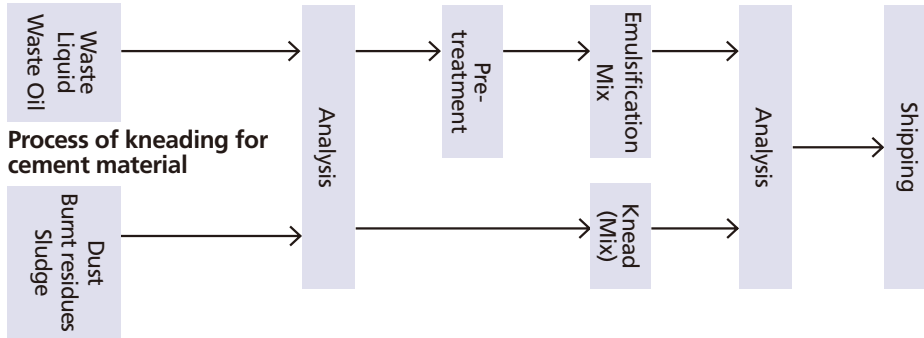 Waste
Liquid
Waste Oil
Process of kneading for
cement material
Dust
Burnt residues
Sludge
Analysis
Pre-
treatment
Emulsification
Mix
Knead
(Mix)
Analysis
Shipping